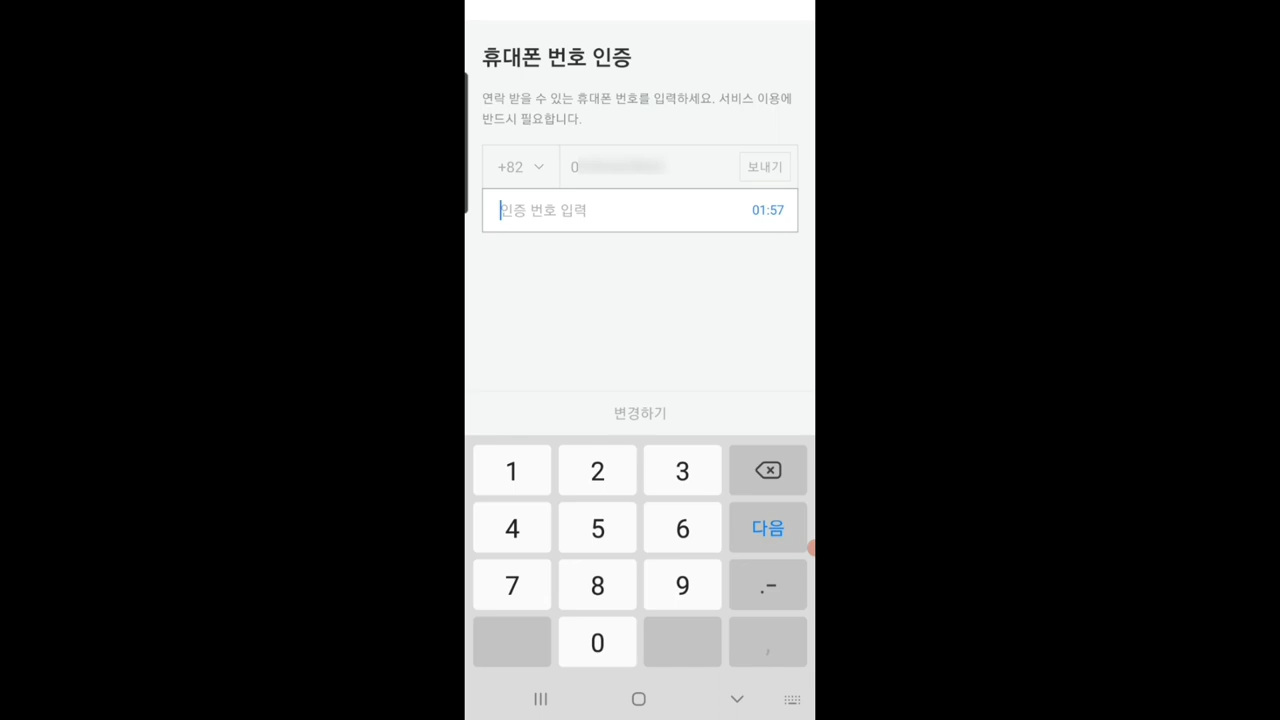 휴대폰 번호 인증
연락 받을 수 있는 휴대폰 번호를 입력하세요. 서비스 이용에
반드시 필요합니다.
+82 0 보내기
인증 번호 입력 01:57
변경하기
1 2 3
4 5 6 다음
7 8 9 .-
0 ,